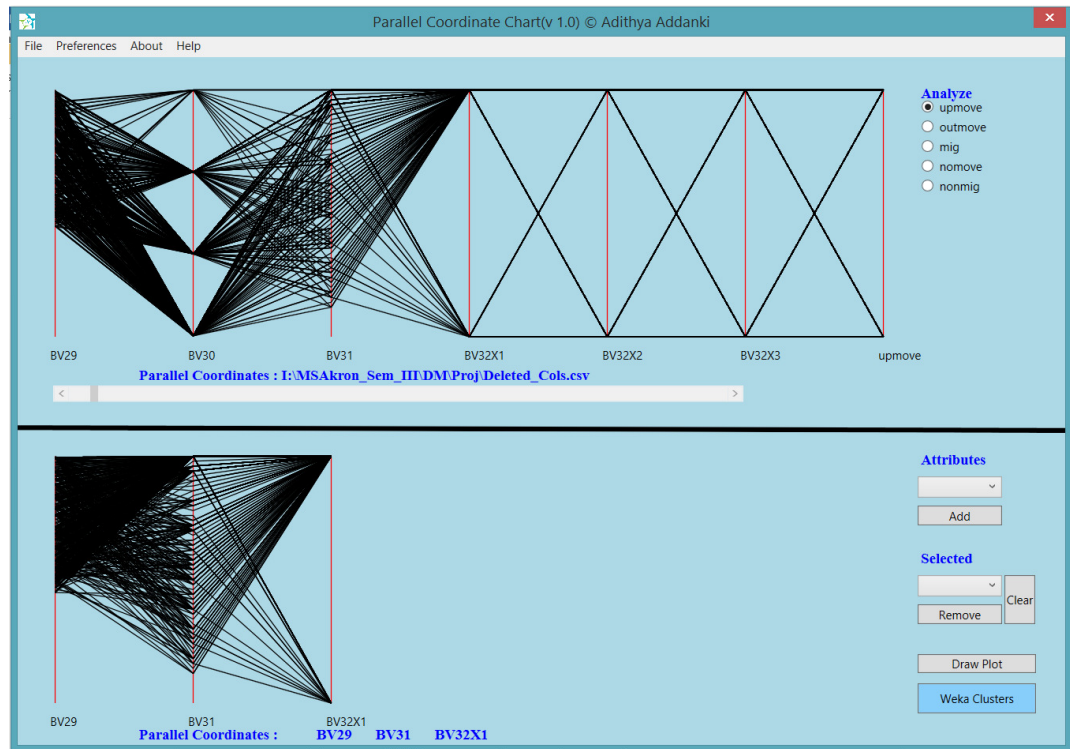 Parallel Coordinate Chart(v 1.0) © Adithya Addanki
File Preferences About Help
Analyze
upmove
outmove
mig
nomove
nonmig
BV29 BV30 BV31 BV32X1 BV32X2 BV32X3 upmove
Parallel Coordinates : I:\MSAkron_Sem_III\DM\Proj\Deleted_Cols.csv
Attributes
Add
Selected
Clear
Remove
Draw Plot
Weka Clusters
BV29 BV31 BV32X1
Parallel Coordinates : BV29 BV31 BV32X1